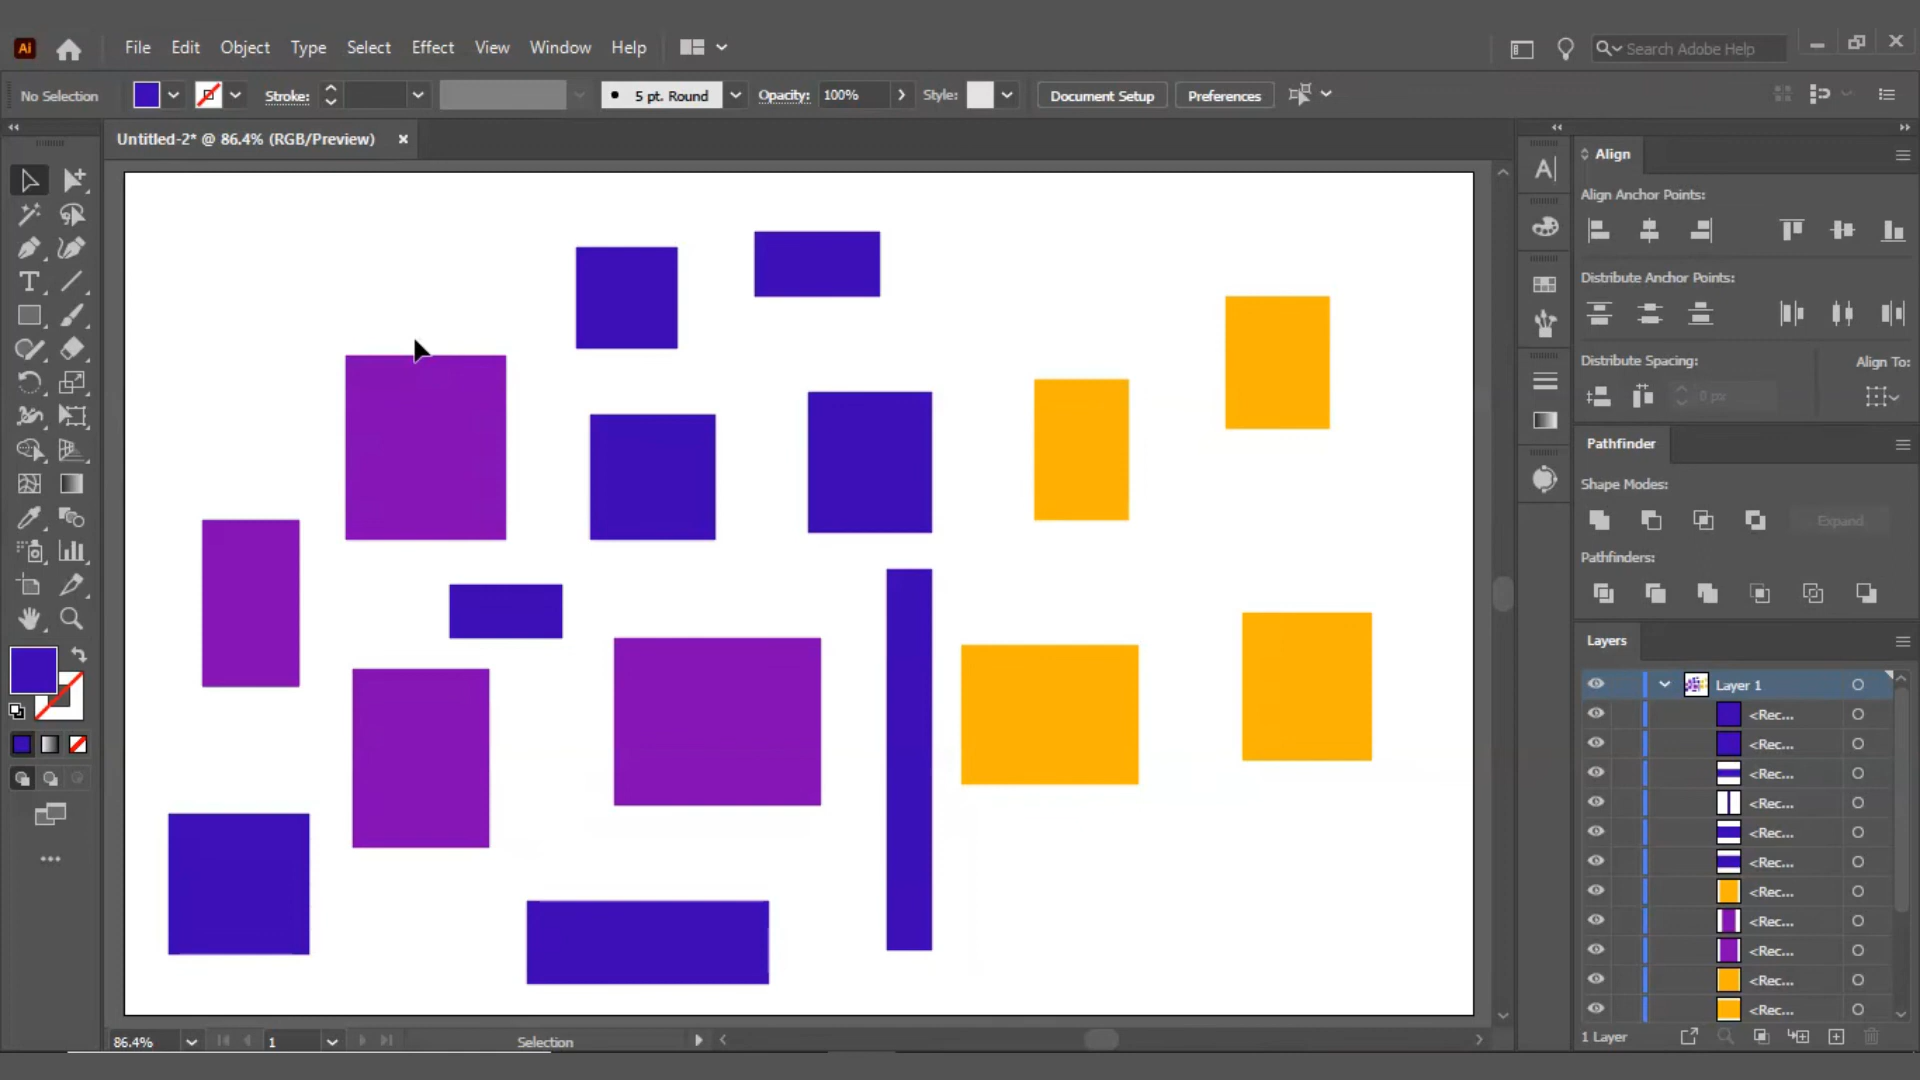 Ai File Edit Object Type Select Effect View Window Help Search Adobe Help
No Selection Stroke: 5 pt. Round Opacity: 100% Style: Document Setup Preferences
Untitled-2* @ 86.4% (RGB/Preview)
Align
Align Anchor Points:
Distribute Anchor Points:
Distribute Spacing: Align To:
0 px
Pathfinder
Shape Modes:
Expand
Pathfinders:
Layers
Layer 1
<Rec...
<Rec...
<Rec...
<Rec...
<Rec...
<Rec...
<Rec...
<Rec...
<Rec...
<Rec...
<Rec...
1 Layer
86.4% 1 Selection